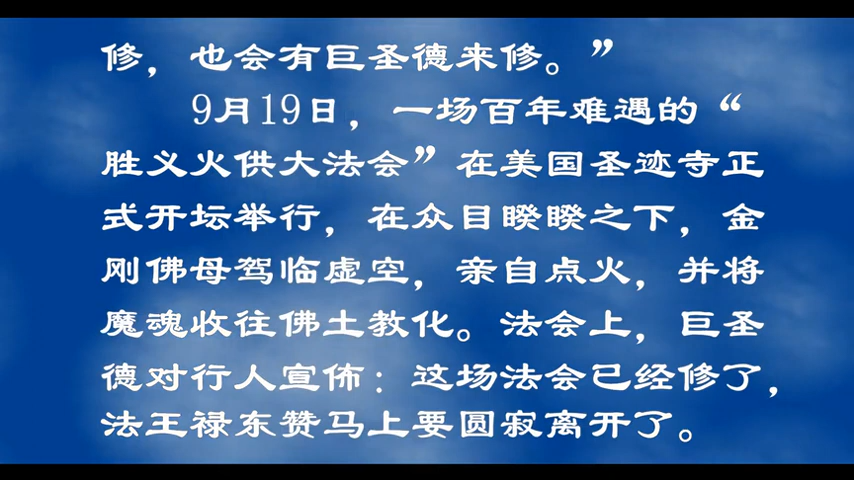 修，也会有巨圣德来修。”
9月19日，一场百年难遇的“
胜义火供大法会”在美国圣迹寺正
式开坛举行，在众目睽睽之下，金
刚佛母驾临虚空，亲自点火，并将
魔魂收往佛土教化。法会上，巨圣
德对行人宣佈：这场法会已经修了，
法王禄东赞马上要圆寂离开了。